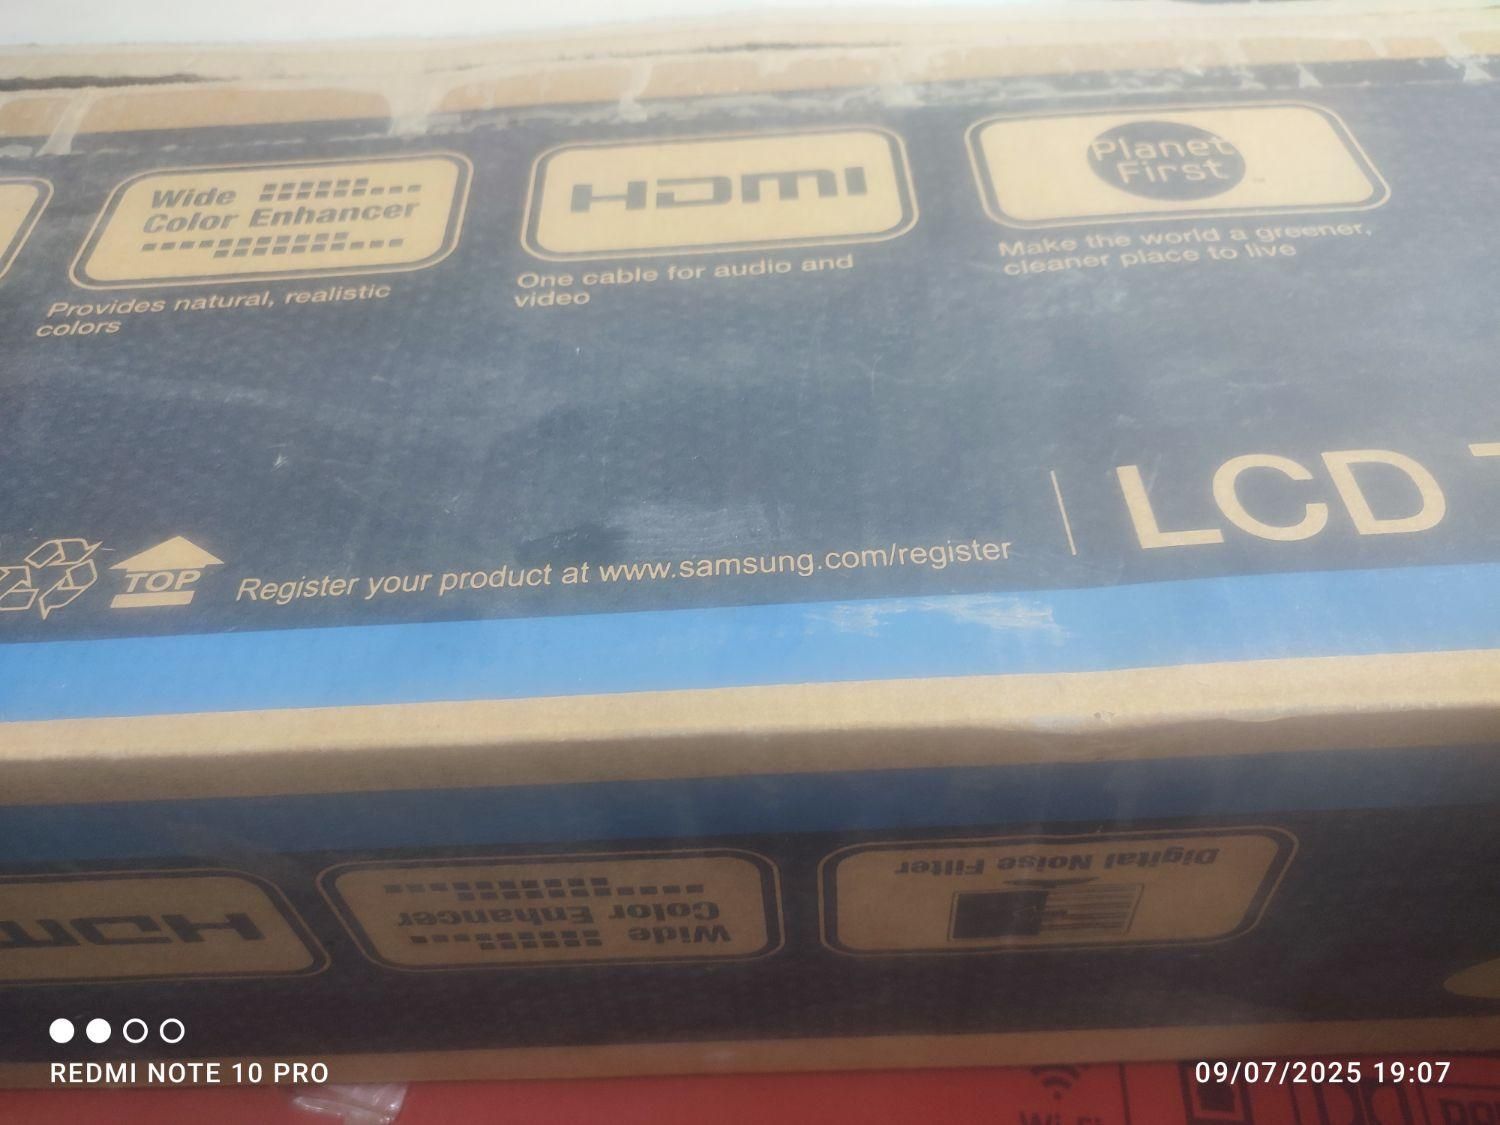 Wide
Color Enhancer
Provides natural, realistic
colors
HDMI
One cable for audio and
video
Planet
First
Make the world a greener,
cleaner place to live
TOP
Register your product at www.samsung.com/register
LCD
Digital Noise Filter
Wide
Color Enhancer
HDMI
REDMI NOTE 10 PRO
09/07/2025 19:07
Wi-Fi